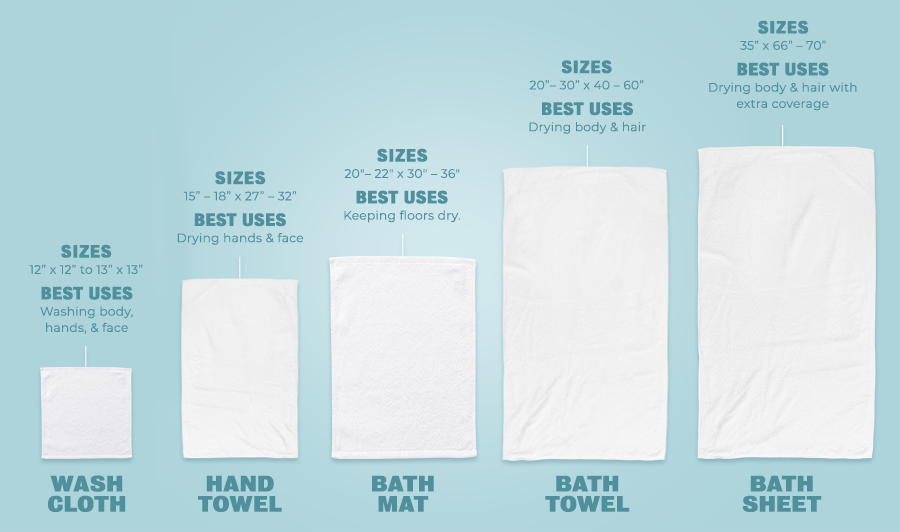 SIZES
12” x 12” to 13” x 13”
BEST USES
Washing body,
hands, & face
WASH
CLOTH
SIZES
15” – 18” x 27” – 32”
BEST USES
Drying hands & face
HAND
TOWEL
SIZES
20"– 22" x 30" – 36"
BEST USES
Keeping floors dry.
BATH
MAT
SIZES
20”– 30” x 40 – 60”
BEST USES
Drying body & hair
BATH
TOWEL
SIZES
35” x 66” – 70”
BEST USES
Drying body & hair with
extra coverage
BATH
SHEET